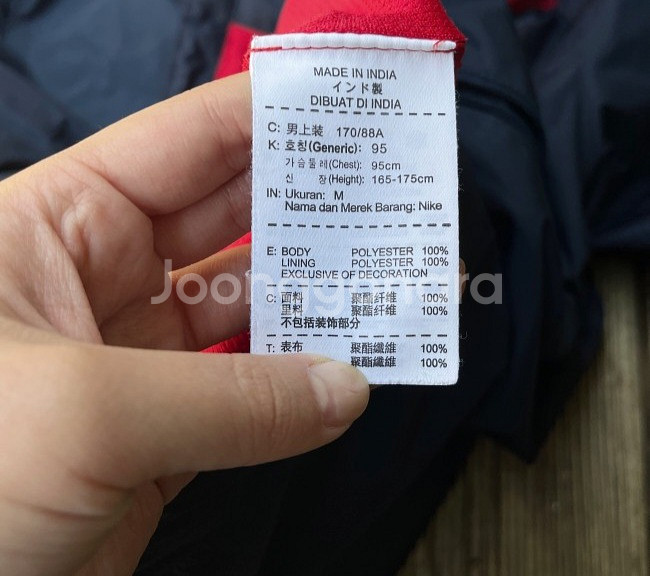 MADE IN INDIA
インド製
DIBUAT DI INDIA
C: 男上装 170/88A
K: 호칭(Generic): 95
가슴둘레(Chest): 95cm
신 장(Height): 165-175cm
IN: Ukuran: M
Nama dan Merek Barang: Nike
E: BODY POLYESTER 100%
LINING POLYESTER 100%
EXCLUSIVE OF DECORATION
C: 面料 聚酯纤维 100%
里料 聚酯纤维 100%
不包括装饰部分
T: 表布 聚酯纖維 100%
聚酯纖維 100%